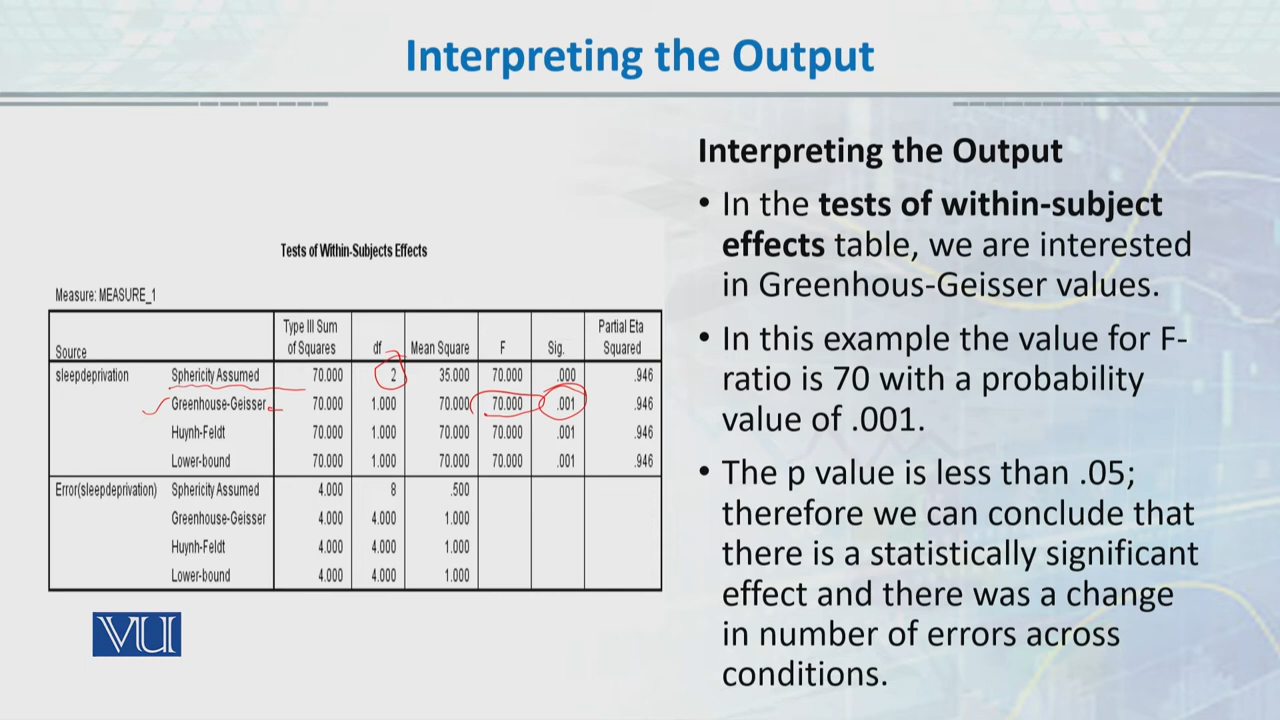 Interpreting the Output
Tests of Within-Subjects Effects
Measure: MEASURE_1
Source Type III Sum of Squares df Mean Square F Sig. Partial Eta Squared
sleepdeprivation Sphericity Assumed 70.000 2 35.000 70.000 .000 .946
Greenhouse-Geisser 70.000 1.000 70.000 70.000 .001 .946
Huynh-Feldt 70.000 1.000 70.000 70.000 .001 .946
Lower-bound 70.000 1.000 70.000 70.000 .001 .946
Error(sleepdeprivation) Sphericity Assumed 4.000 8 .500
Greenhouse-Geisser 4.000 4.000 1.000
Huynh-Feldt 4.000 4.000 1.000
Lower-bound 4.000 4.000 1.000
VU
Interpreting the Output
• In the tests of within-subject
effects table, we are interested
in Greenhous-Geisser values.
• In this example the value for F-
ratio is 70 with a probability
value of .001.
• The p value is less than .05;
therefore we can conclude that
there is a statistically significant
effect and there was a change
in number of errors across
conditions.